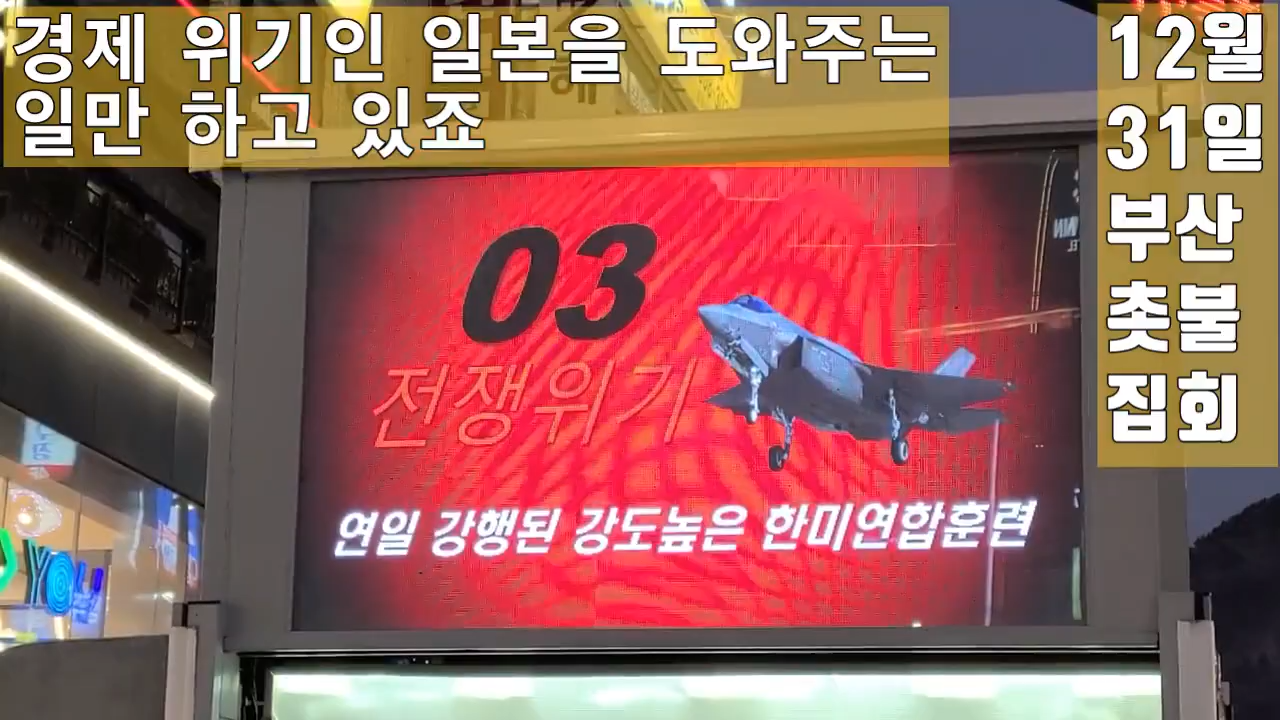 경제 위기인 일본을 도와주는
일만 하고 있죠
12월
31일
부산
촛불
집회
03
전쟁위기
연일 강행된 강도높은 한미연합훈련
YOU